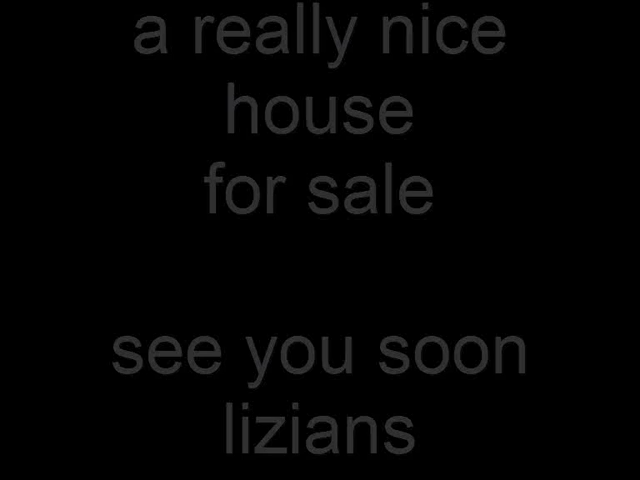 a really nice
house
for sale
see you soon
lizians